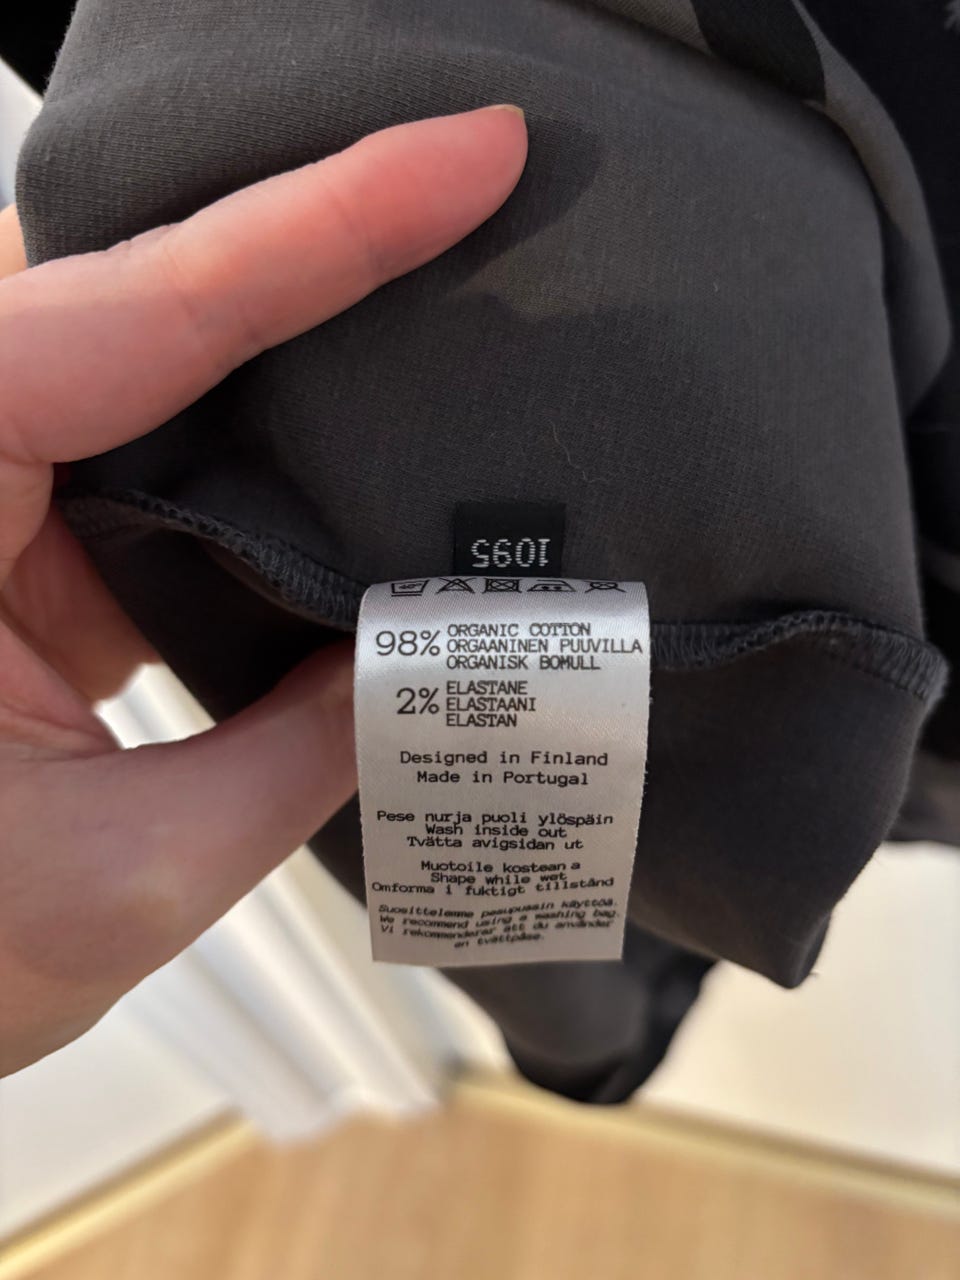 1095
98% ORGANIC COTTON
ORGAANINEN PUUVILLA
ORGANISK BOMULL
2% ELASTANE
ELASTAANI
ELASTAN
Designed in Finland
Made in Portugal
Pese nurja puoli ylöspäin
Wash inside out
Tvätta avigsidan ut
Muotoile kosteana
Shape while wet
Omforma i fuktigt tillstånd
Suosittelemme pesupussin käyttöä.
We recommend using a washing bag.
Vi rekommenderar att du använder
en tvättpåse.